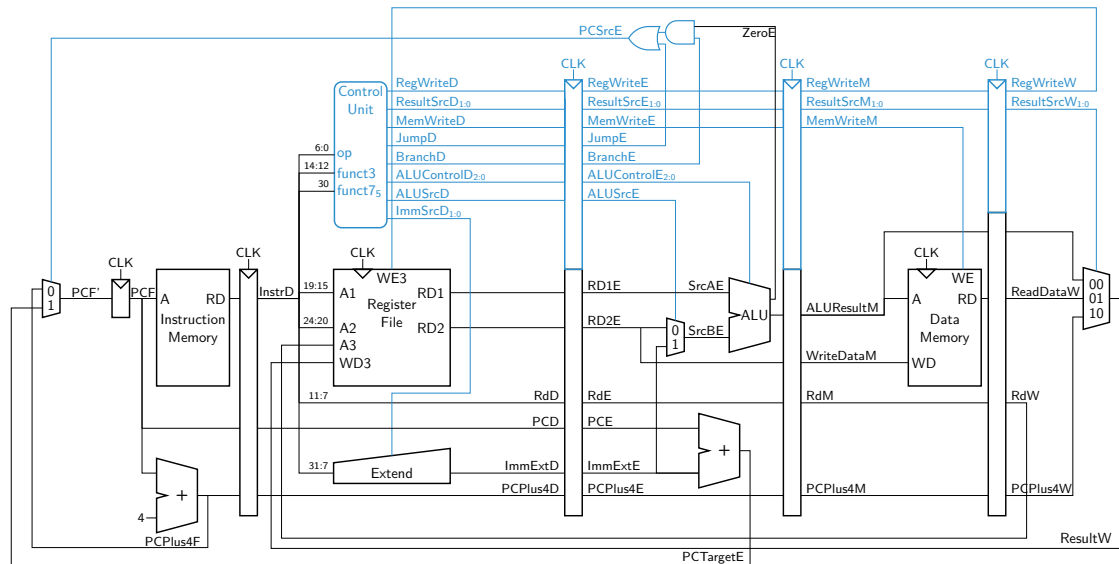 PCSrcE
ZeroE
CLK
CLK
CLK
Control
Unit
RegWriteD
RegWriteE
RegWriteM
RegWriteW
ResultSrcD1:0
ResultSrcE1:0
ResultSrcM1:0
ResultSrcW1:0
MemWriteD
MemWriteE
MemWriteM
JumpD
JumpE
6:0
op
BranchD
BranchE
14:12
funct3
ALUControlD2:0
ALUControlE2:0
30
funct75
ALUSrcD
ALUSrcE
ImmSrcD1:0
CLK
CLK
CLK
CLK
0
1
PCF'
PCF
A
RD
Instruction
Memory
InstrD
19:15
A1
WE3
RD1
Register
File
24:20
A2
RD2
A3
WD3
RD1E
RD2E
SrcAE
0
1
SrcBE
ALU
ALUResultM
WriteDataM
A
WE
RD
Data
Memory
WD
ReadDataW
00
01
10
11:7
RdD
RdE
RdM
RdW
PCD
PCE
+
31:7
Extend
ImmExtD
ImmExtE
+
4
PCPlus4F
PCPlus4D
PCPlus4E
PCPlus4M
PCPlus4W
PCTargetE
ResultW